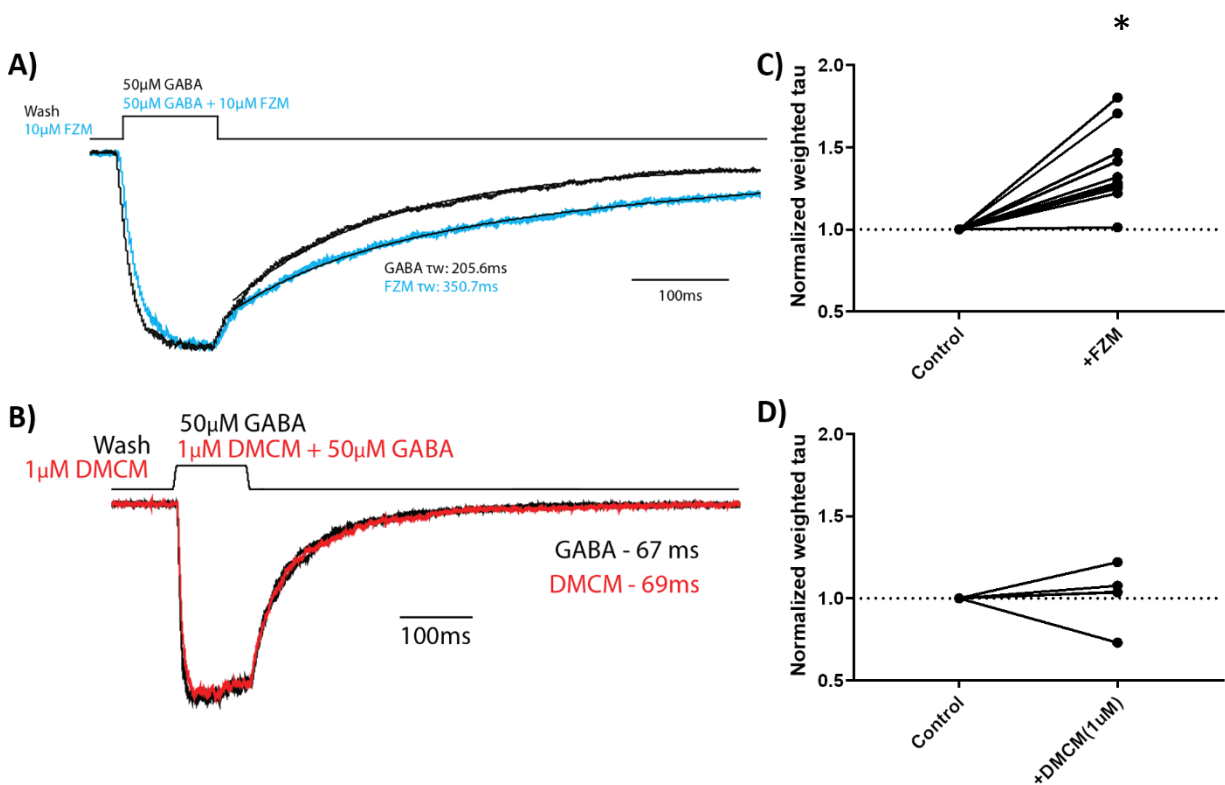 A)
50μM GABA
50μM GABA + 10μM FZM
Wash
10μM FZM
GABA τw: 205.6ms
FZM τw: 350.7ms
100ms
B)
50μM GABA
Wash
1μM DMCM + 50μM GABA
1μM DMCM
GABA - 67 ms
DMCM - 69ms
100ms
C)
*
Normalized weighted tau
2.0
1.5
1.0
0.5
Control
+FZM
D)
Normalized weighted tau
2.0
1.5
1.0
0.5
Control
+DMCM(1uM)